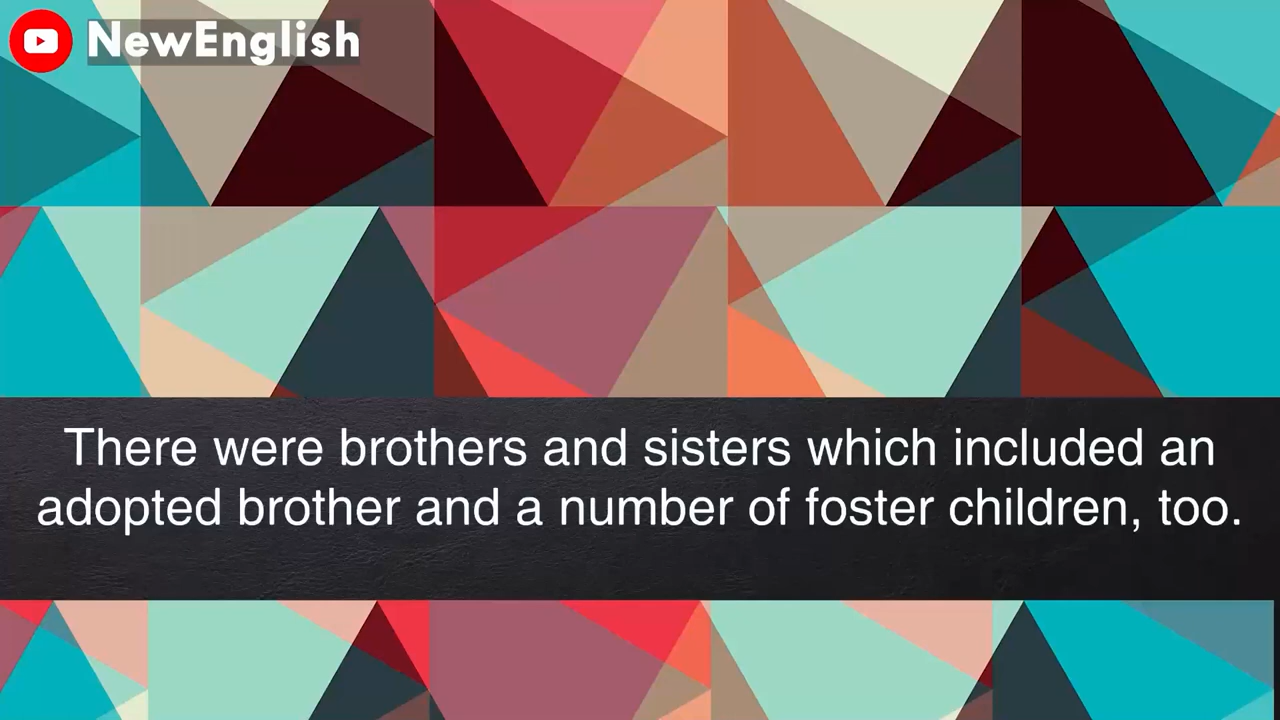 NewEnglish
There were brothers and sisters which included an
adopted brother and a number of foster children, too.